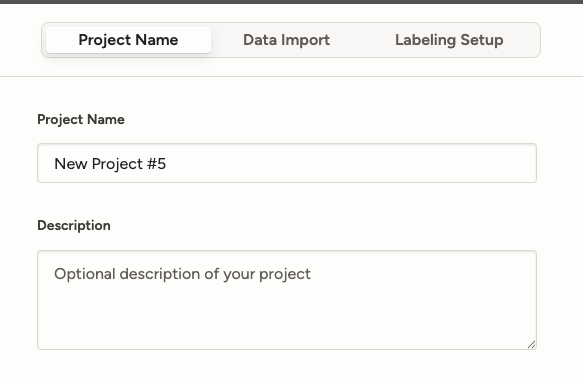 Project Name Data Import Labeling Setup
Project Name
New Project #5
Description
Optional description of your project